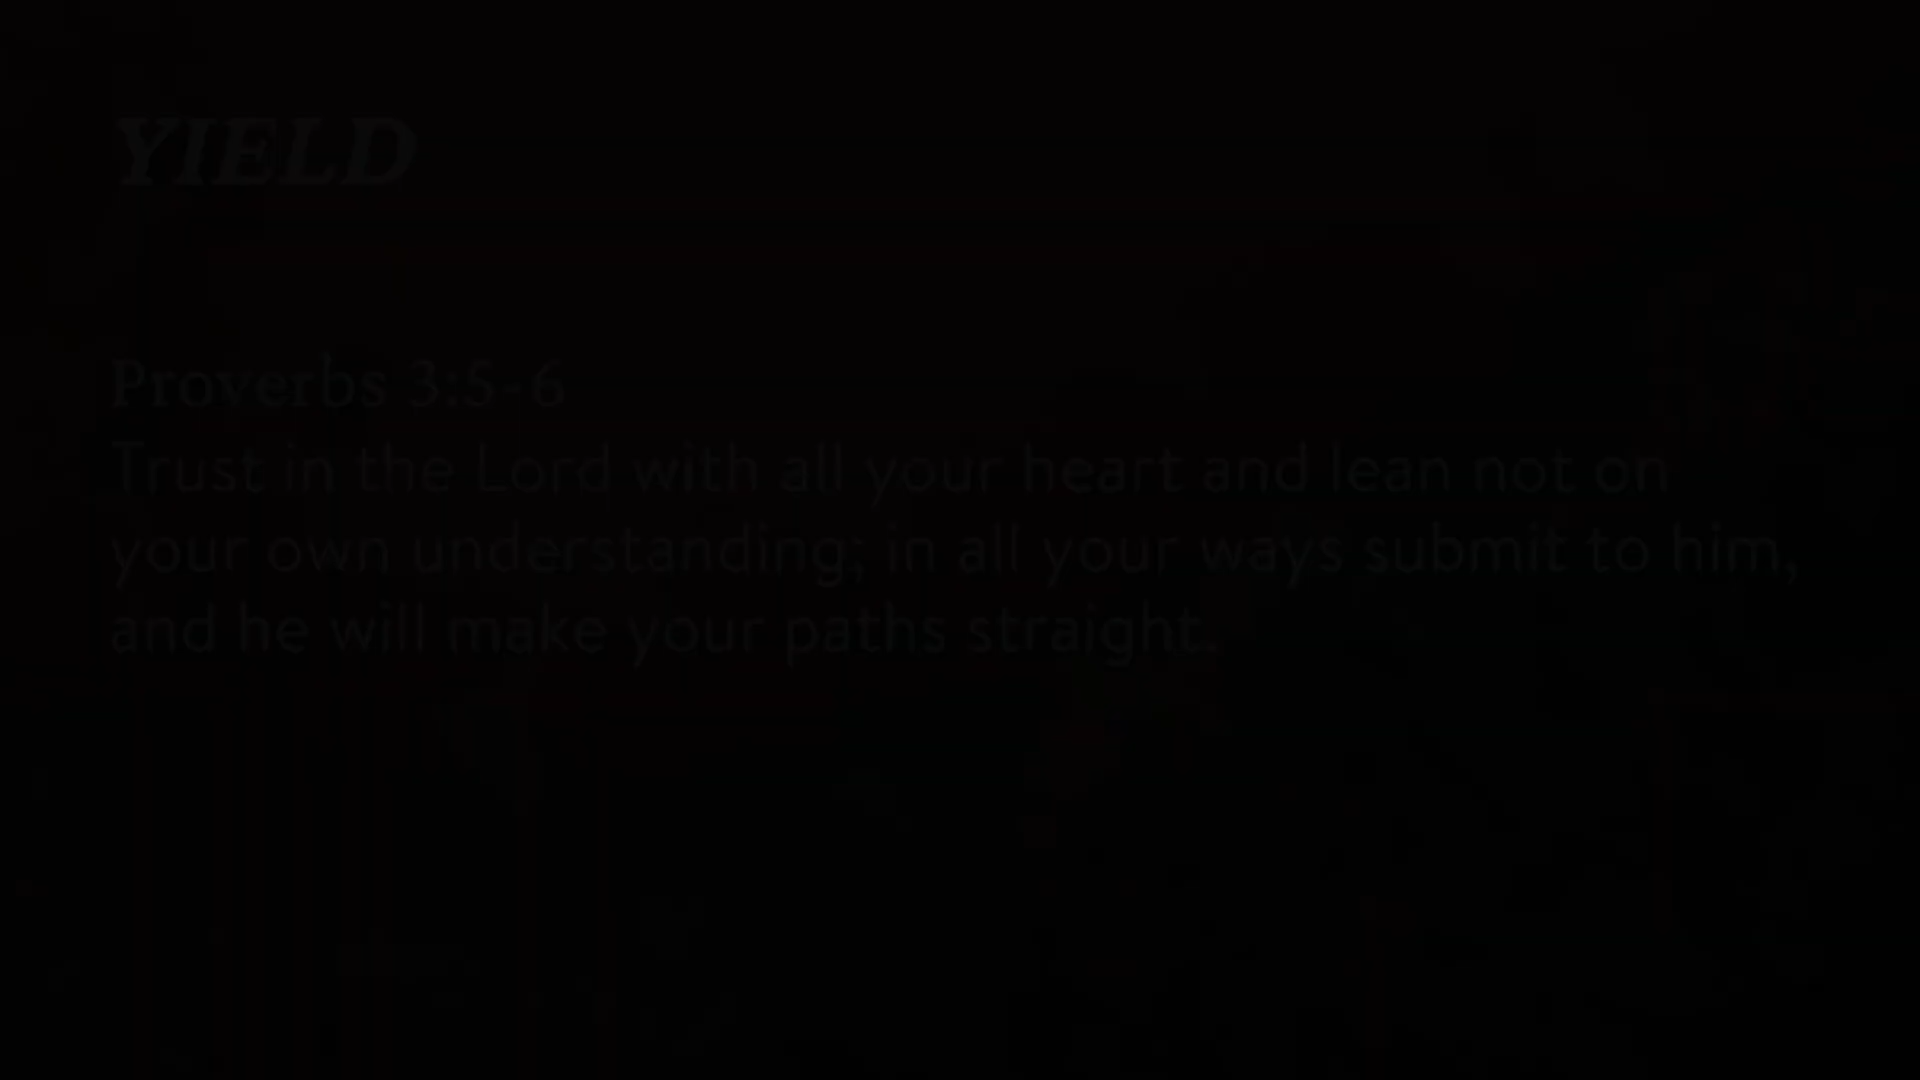 YIELD
Proverbs 3:5-6
Trust in the Lord with all your heart and lean not on
your own understanding; in all your ways submit to him,
and he will make your paths straight.